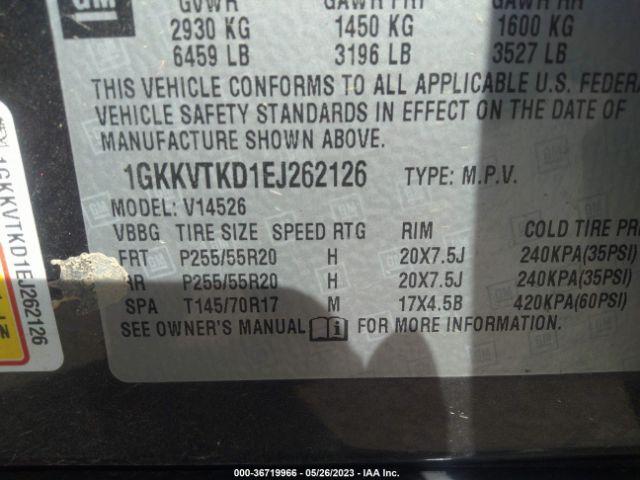 GM
GVWR GAWR FRT GAWR RR
2930 KG 1450 KG 1600 KG
6459 LB 3196 LB 3527 LB
THIS VEHICLE CONFORMS TO ALL APPLICABLE U.S. FEDERA
VEHICLE SAFETY STANDARDS IN EFFECT ON THE DATE OF
MANUFACTURE SHOWN ABOVE.
1GKKVTKD1EJ262126 TYPE: M.P.V.
MODEL: V14526
VBBG TIRE SIZE SPEED RTG RIM COLD TIRE PR
FRT P255/55R20 H 20X7.5J 240KPA(35PSI)
RR P255/55R20 H 20X7.5J 240KPA(35PSI)
SPA T145/70R17 M 17X4.5B 420KPA(60PSI)
SEE OWNER'S MANUAL i FOR MORE INFORMATION.
1GKKVTKD1EJ262126
000-36719966 - 05/26/2023 - IAA Inc.